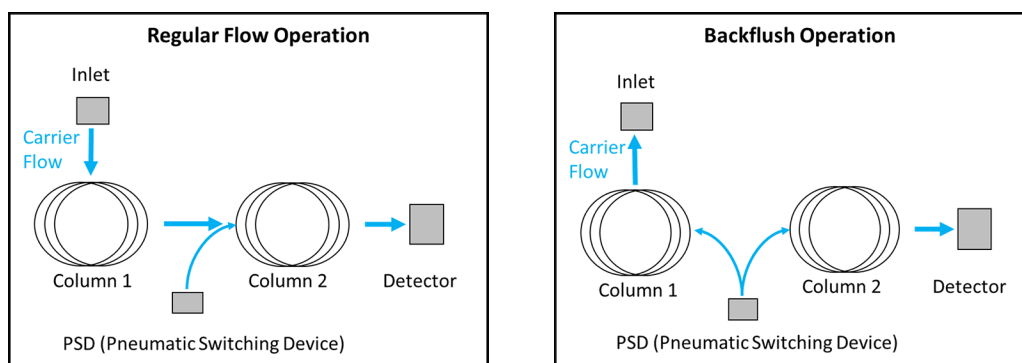 Regular Flow Operation
Inlet
Carrier
Flow
Column 1
Column 2
Detector
PSD (Pneumatic Switching Device)
Backflush Operation
Inlet
Carrier
Flow
Column 1
Column 2
Detector
PSD (Pneumatic Switching Device)